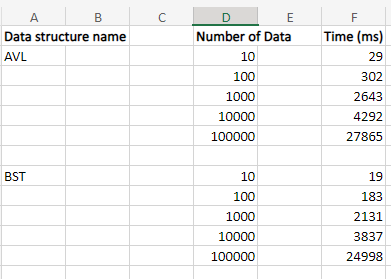 A B C D E F
Data structure name Number of Data Time (ms)
AVL 10 29
100 302
1000 2643
10000 4292
100000 27865
BST 10 19
100 183
1000 2131
10000 3837
100000 24998